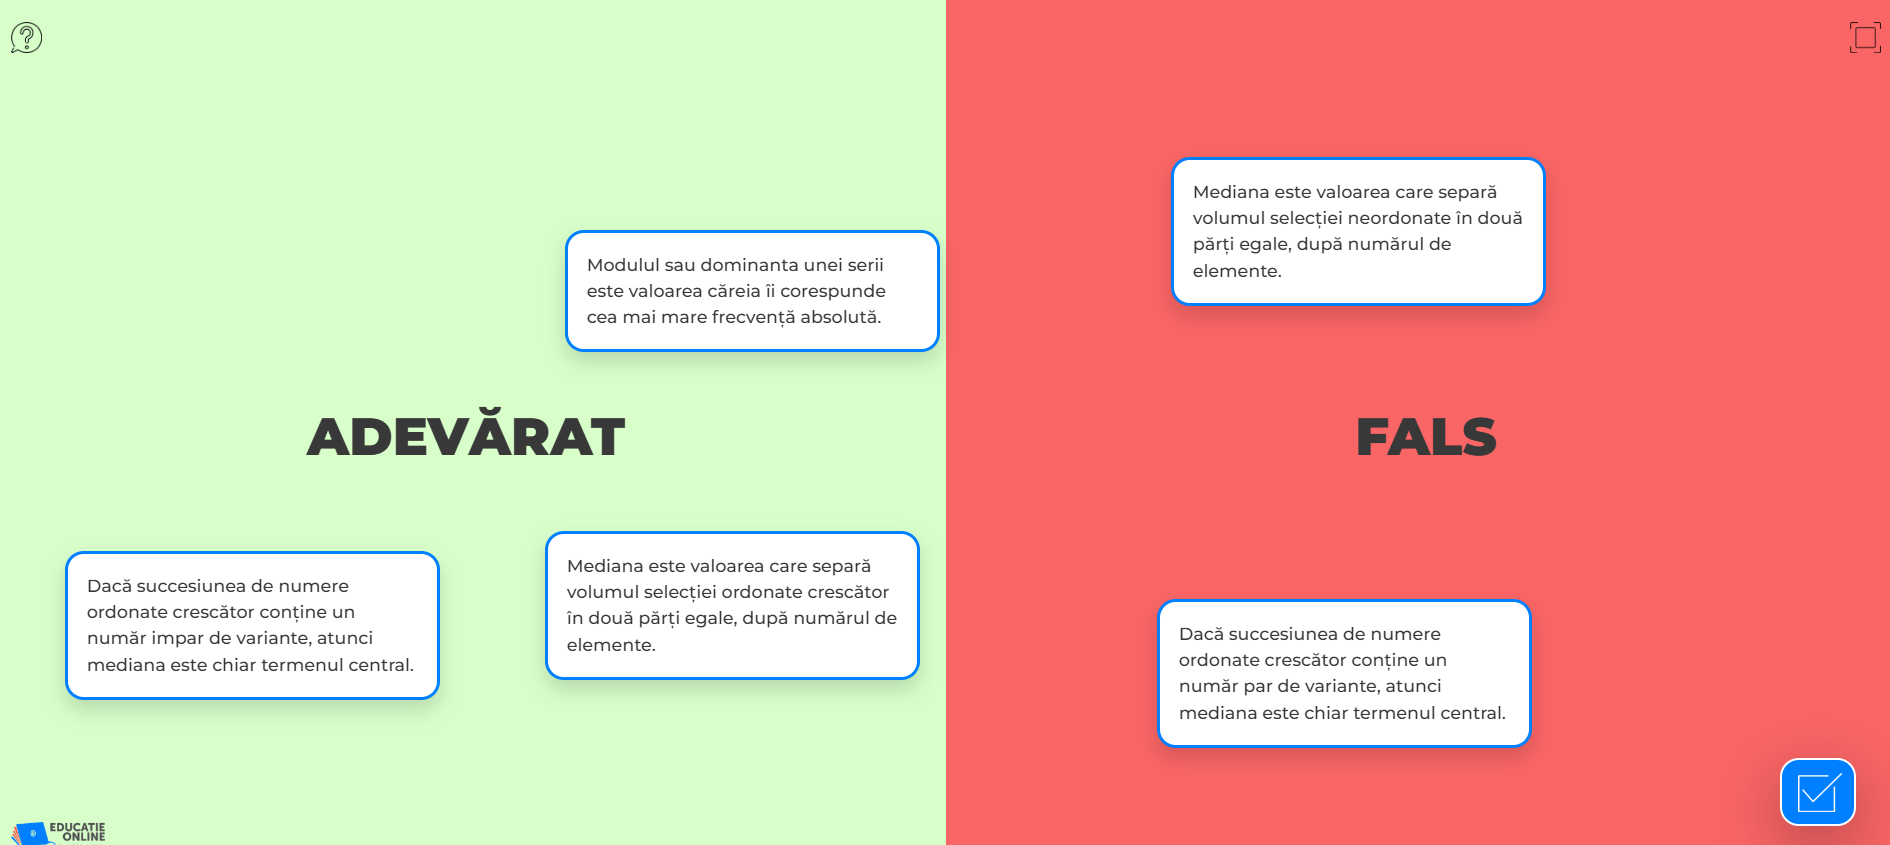 Modulul sau dominanta unei serii
este valoarea căreia îi corespunde
cea mai mare frecvență absolută.
ADEVĂRAT
Dacă succesiunea de numere
ordonate crescător conține un
număr impar de variante, atunci
mediana este chiar termenul central.
Mediana este valoarea care separă
volumul selecției ordonate crescător
în două părți egale, după numărul de
elemente.
EDUCATIE
ONLINE
Mediana este valoarea care separă
volumul selecției neordonate în două
părți egale, după numărul de
elemente.
FALS
Dacă succesiunea de numere
ordonate crescător conține un
număr par de variante, atunci
mediana este chiar termenul central.